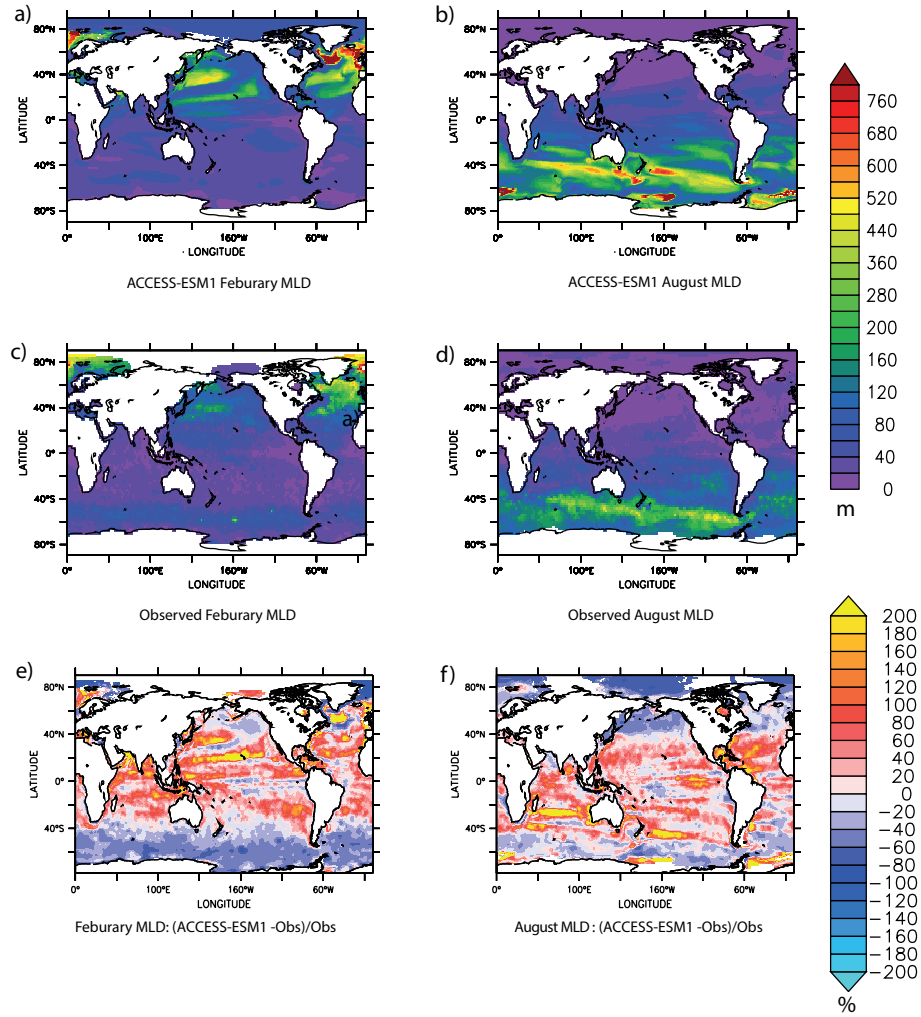 a)
b)
80°N
40°N
0°
40°S
80°S
LATITUDE
0°
100°E
160°W
60°W
LONGITUDE
ACCESS-ESM1 Feburary MLD
80°N
40°N
0°
40°S
80°S
LATITUDE
0°
100°E
160°W
60°W
LONGITUDE
ACCESS-ESM1 August MLD
760
680
600
520
440
360
280
200
160
120
80
40
0
m
c)
d)
80°N
40°N
0°
40°S
80°S
LATITUDE
a)
0°
100°E
160°W
60°W
LONGITUDE
Observed Feburary MLD
80°N
40°N
0°
40°S
80°S
LATITUDE
0°
100°E
160°W
60°W
LONGITUDE
Observed August MLD
e)
f)
80°N
40°N
0°
40°S
LATITUDE
0°
100°E
160°W
60°W
LONGITUDE
Feburary MLD: (ACCESS-ESM1 -Obs)/Obs
80°N
40°N
0°
40°S
LATITUDE
0°
100°E
160°W
60°W
LONGITUDE
August MLD : (ACCESS-ESM1 -Obs)/Obs
200
180
160
140
120
100
80
60
40
20
0
−20
−40
−60
−80
−100
−120
−140
−160
−180
−200
%